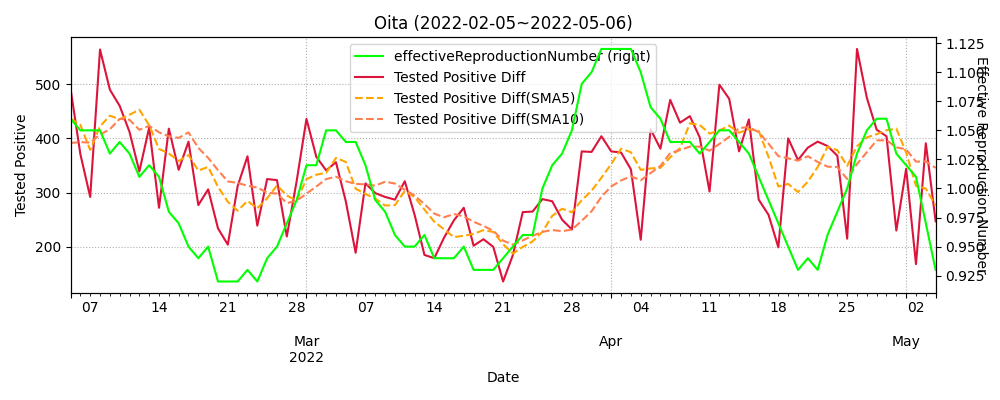 Oita (2022-02-05~2022-05-06)
effectiveReproductionNumber (right)
Tested Positive Diff
Tested Positive Diff(SMA5)
Tested Positive Diff(SMA10)
Tested Positive
500
400
300
200
1.125
1.100
1.075
1.050
1.025
1.000
0.975
0.950
0.925
Effective Reproduction Number
07 14 21 28 07 14 21 28 04 11 18 25 02
Mar Apr May
2022
Date